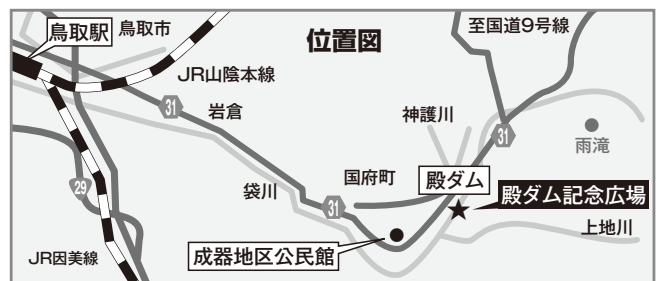 位置図
鳥取駅
鳥取市
至国道9号線
JR山陰本線
31
岩倉
神護川
31
雨滝
29
袋川
31
国府町
殿ダム
殿ダム記念広場
上地川
成器地区公民館
JR因美線